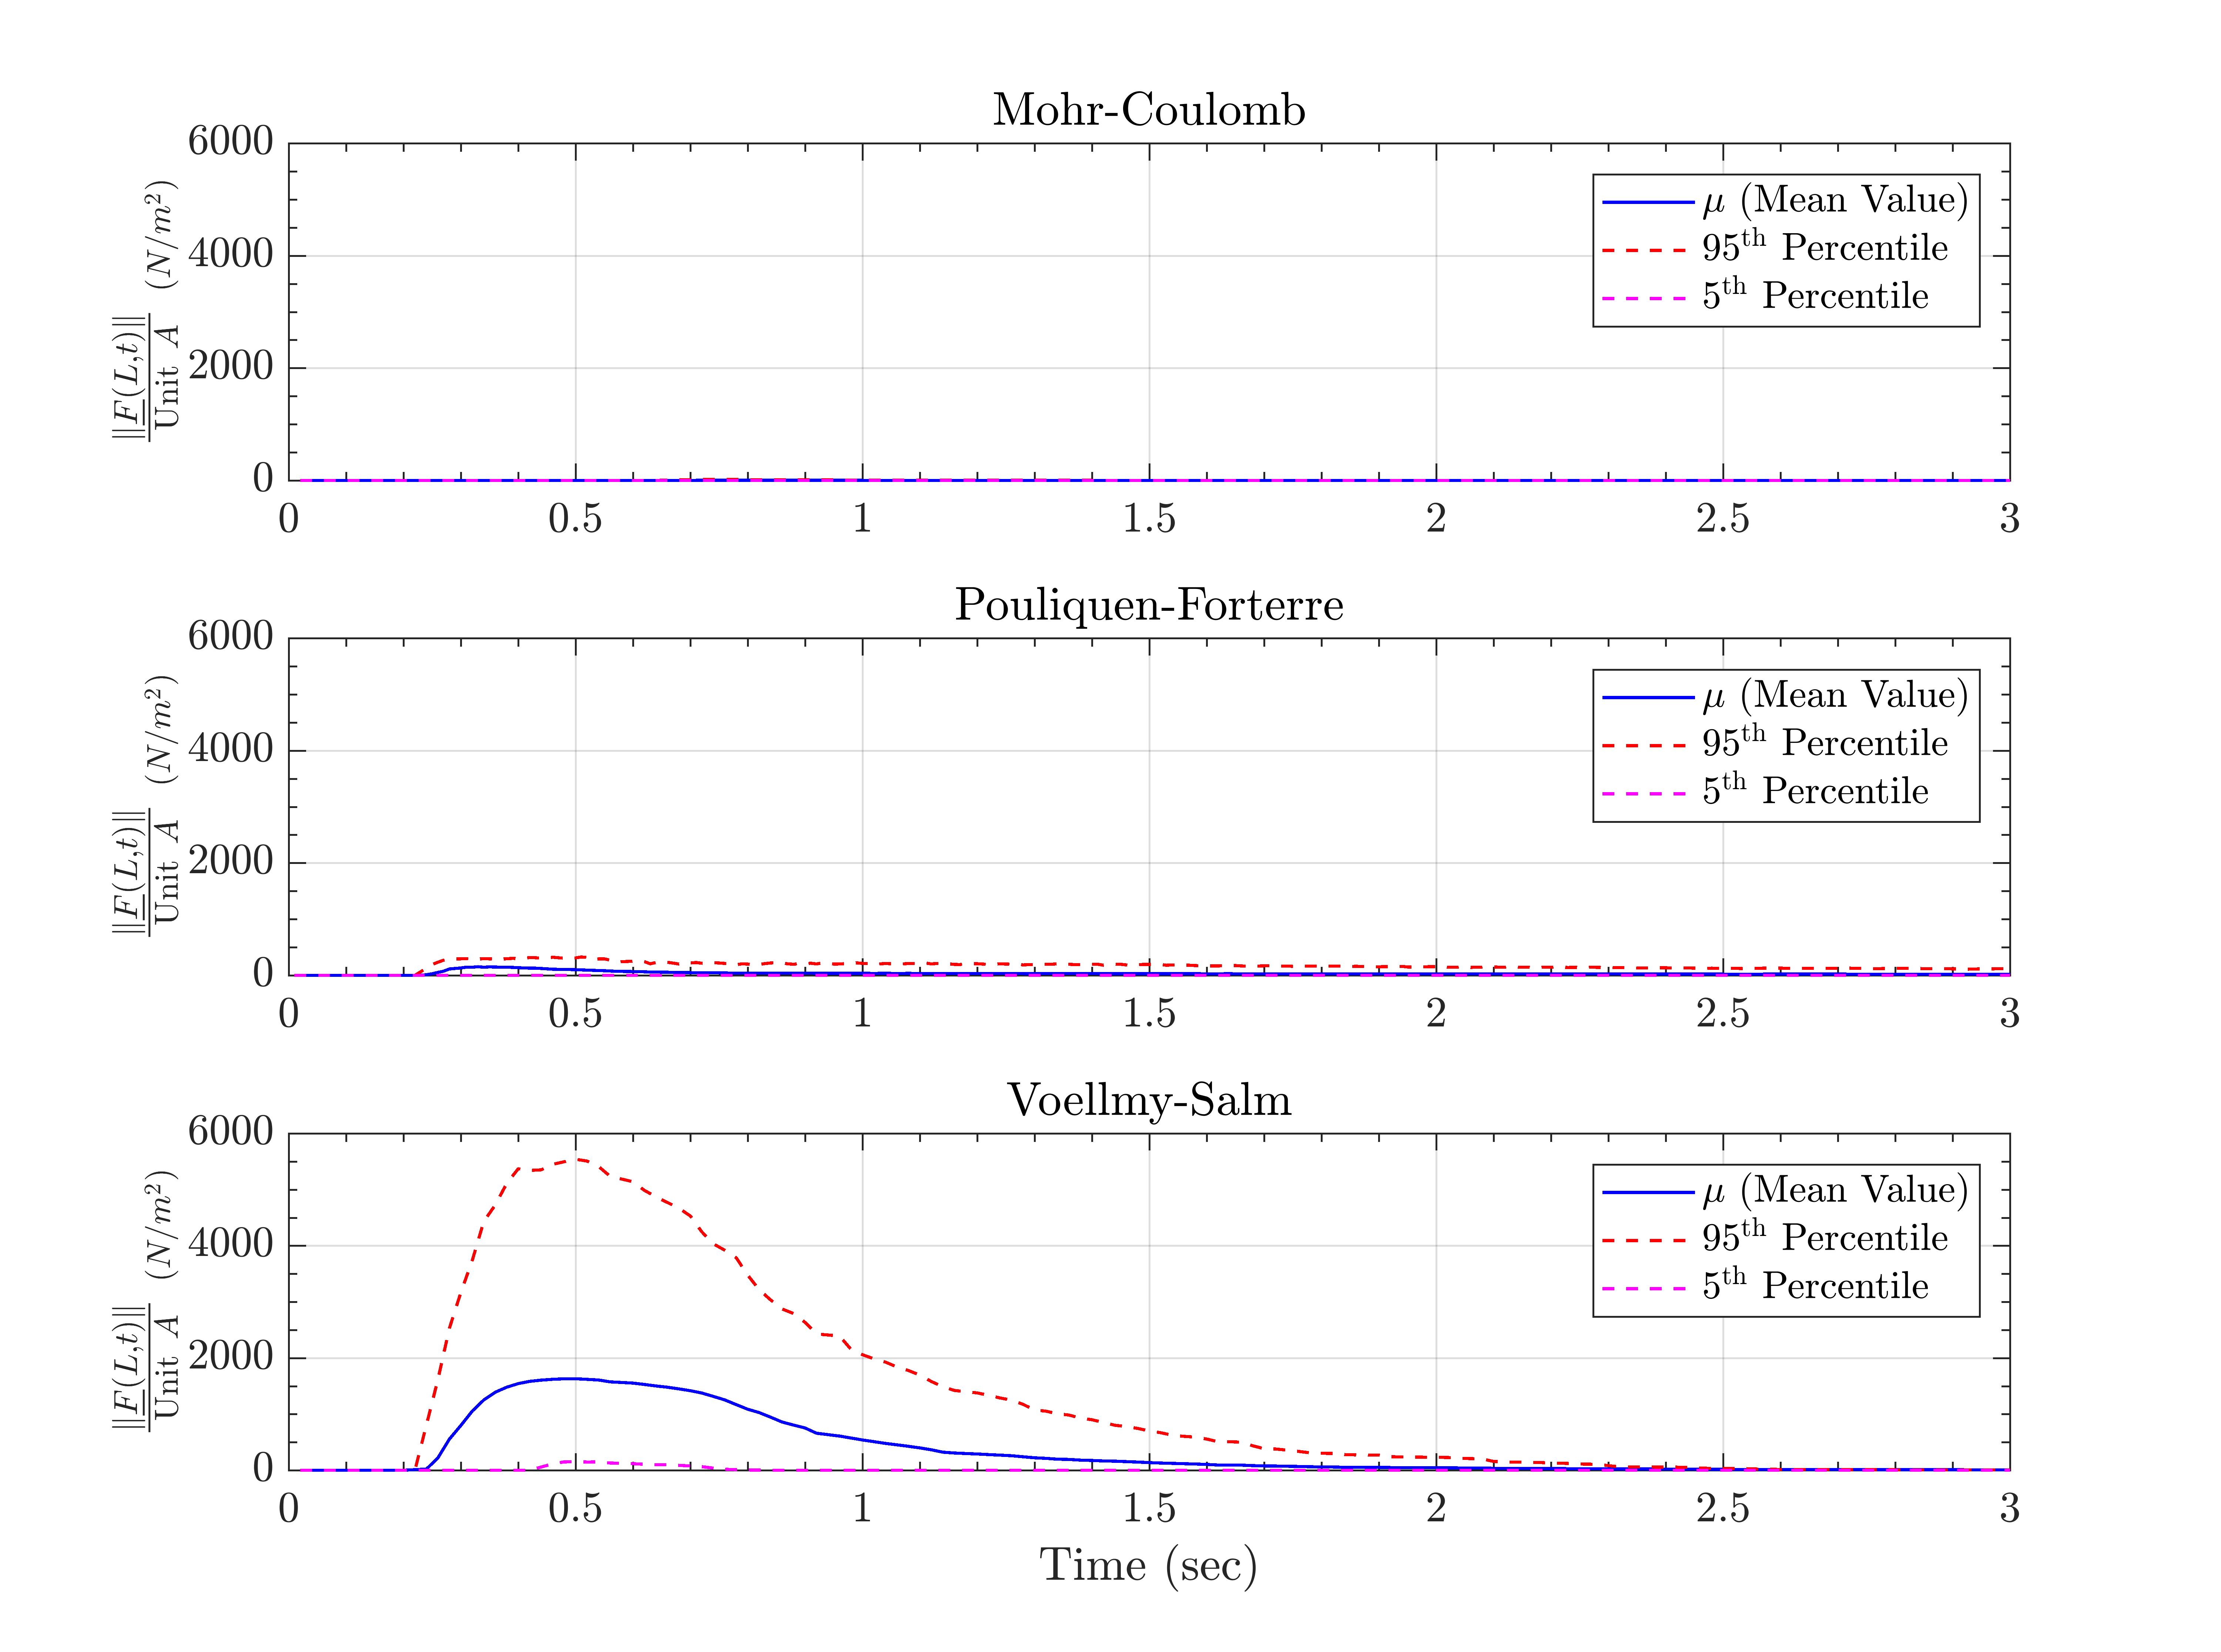 Mohr-Coulomb
||F(L,t)||
Unit A
(N/m²)
6000
4000
2000
0
0 0.5 1 1.5 2 2.5 3
μ (Mean Value)
95th Percentile
5th Percentile
Pouliquen-Forterre
||F(L,t)||
Unit A
(N/m²)
6000
4000
2000
0
0 0.5 1 1.5 2 2.5 3
μ (Mean Value)
95th Percentile
5th Percentile
Voellmy-Salm
||F(L,t)||
Unit A
(N/m²)
6000
4000
2000
0
0 0.5 1 1.5 2 2.5 3
μ (Mean Value)
95th Percentile
5th Percentile
Time (sec)